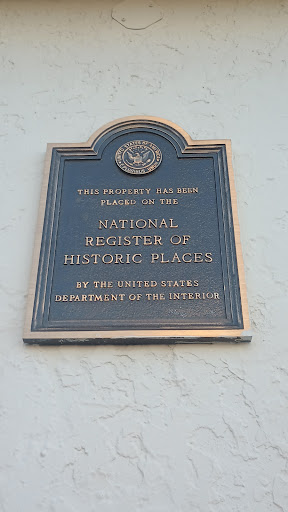 THIS PROPERTY HAS BEEN
PLACED ON THE
NATIONAL
REGISTER OF
HISTORIC PLACES
BY THE UNITED STATES
DEPARTMENT OF THE INTERIOR